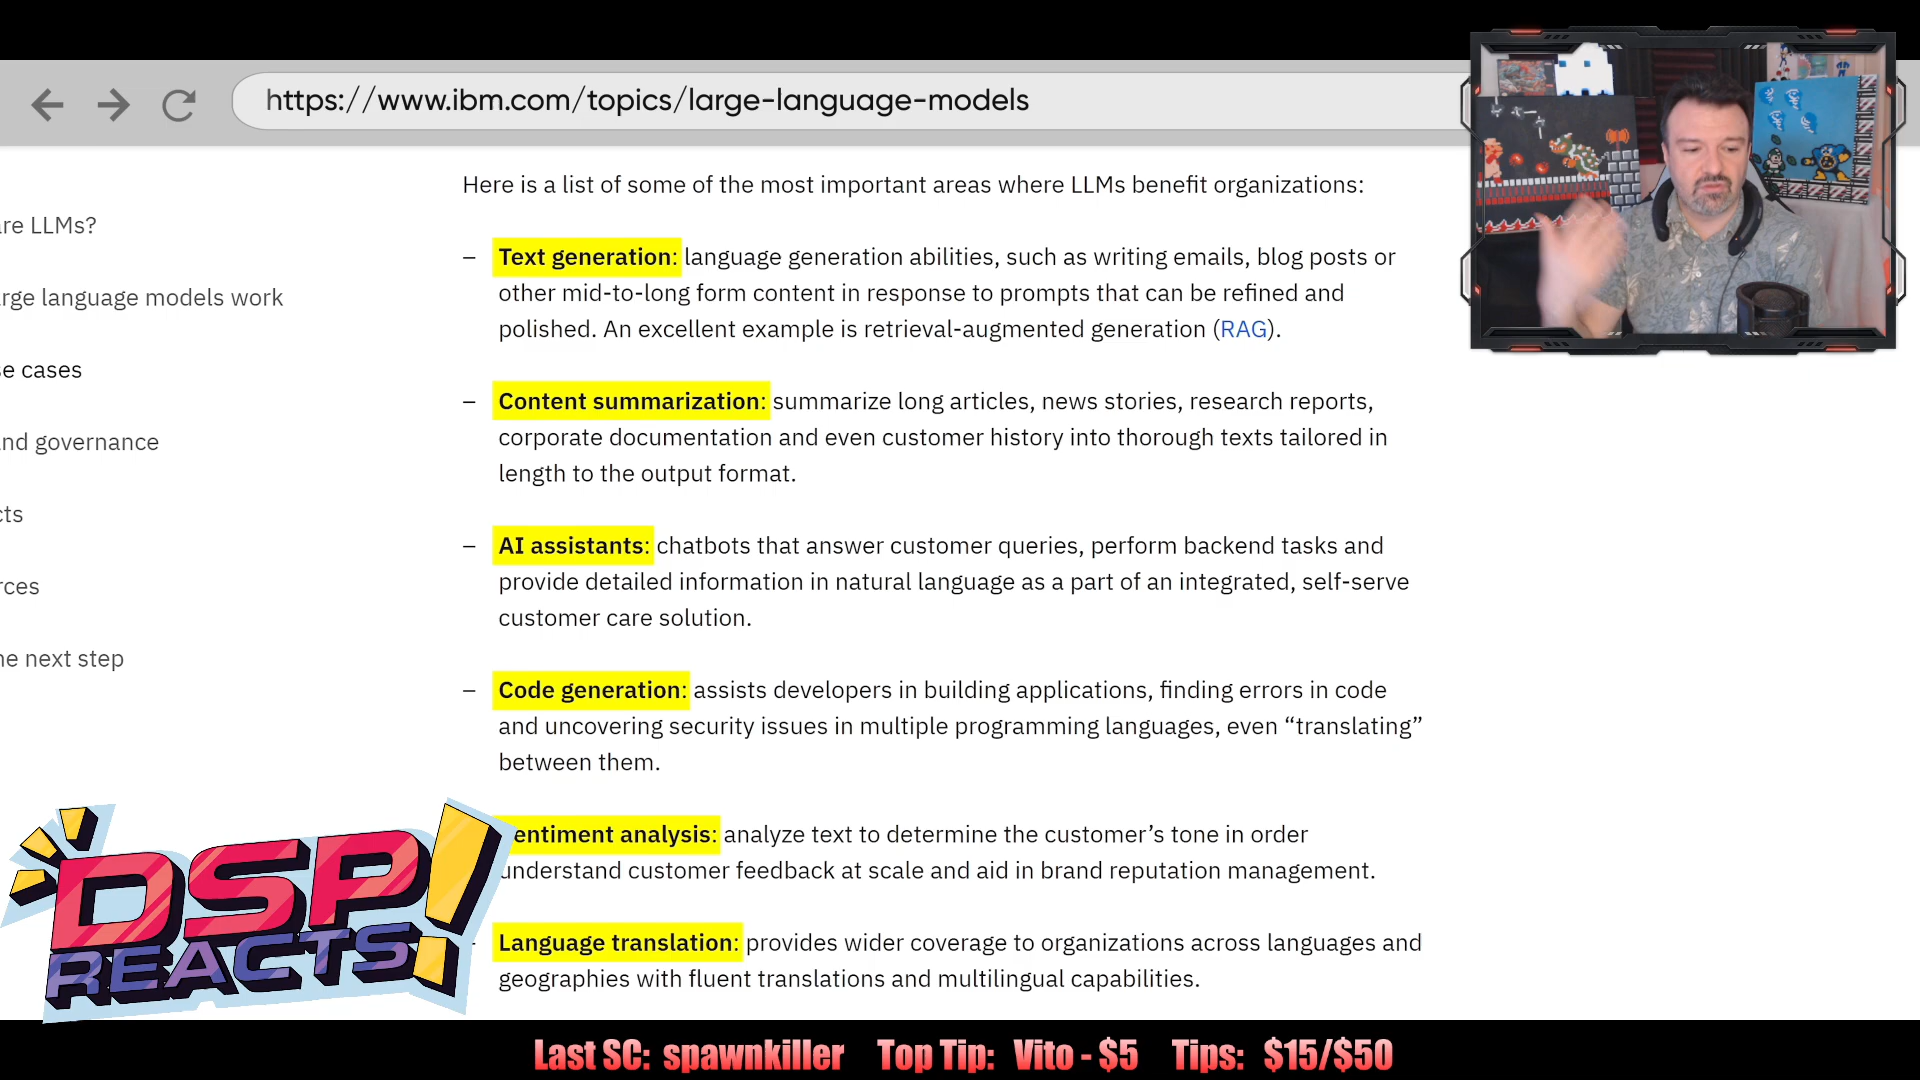 https://www.ibm.com/topics/large-language-models
Here is a list of some of the most important areas where LLMs benefit organizations:
re LLMs?
rge language models work
e cases
nd governance
cts
rces
ne next step
– Text generation: language generation abilities, such as writing emails, blog posts or
other mid-to-long form content in response to prompts that can be refined and
polished. An excellent example is retrieval-augmented generation (RAG).
– Content summarization: summarize long articles, news stories, research reports,
corporate documentation and even customer history into thorough texts tailored in
length to the output format.
– AI assistants: chatbots that answer customer queries, perform backend tasks and
provide detailed information in natural language as a part of an integrated, self-serve
customer care solution.
– Code generation: assists developers in building applications, finding errors in code
and uncovering security issues in multiple programming languages, even “translating”
between them.
entiment analysis: analyze text to determine the customer’s tone in order
understand customer feedback at scale and aid in brand reputation management.
Language translation: provides wider coverage to organizations across languages and
geographies with fluent translations and multilingual capabilities.
DSP!
REACTS
Last SC: spawnkiller Top Tip: Vito - $5 Tips: $15/$50